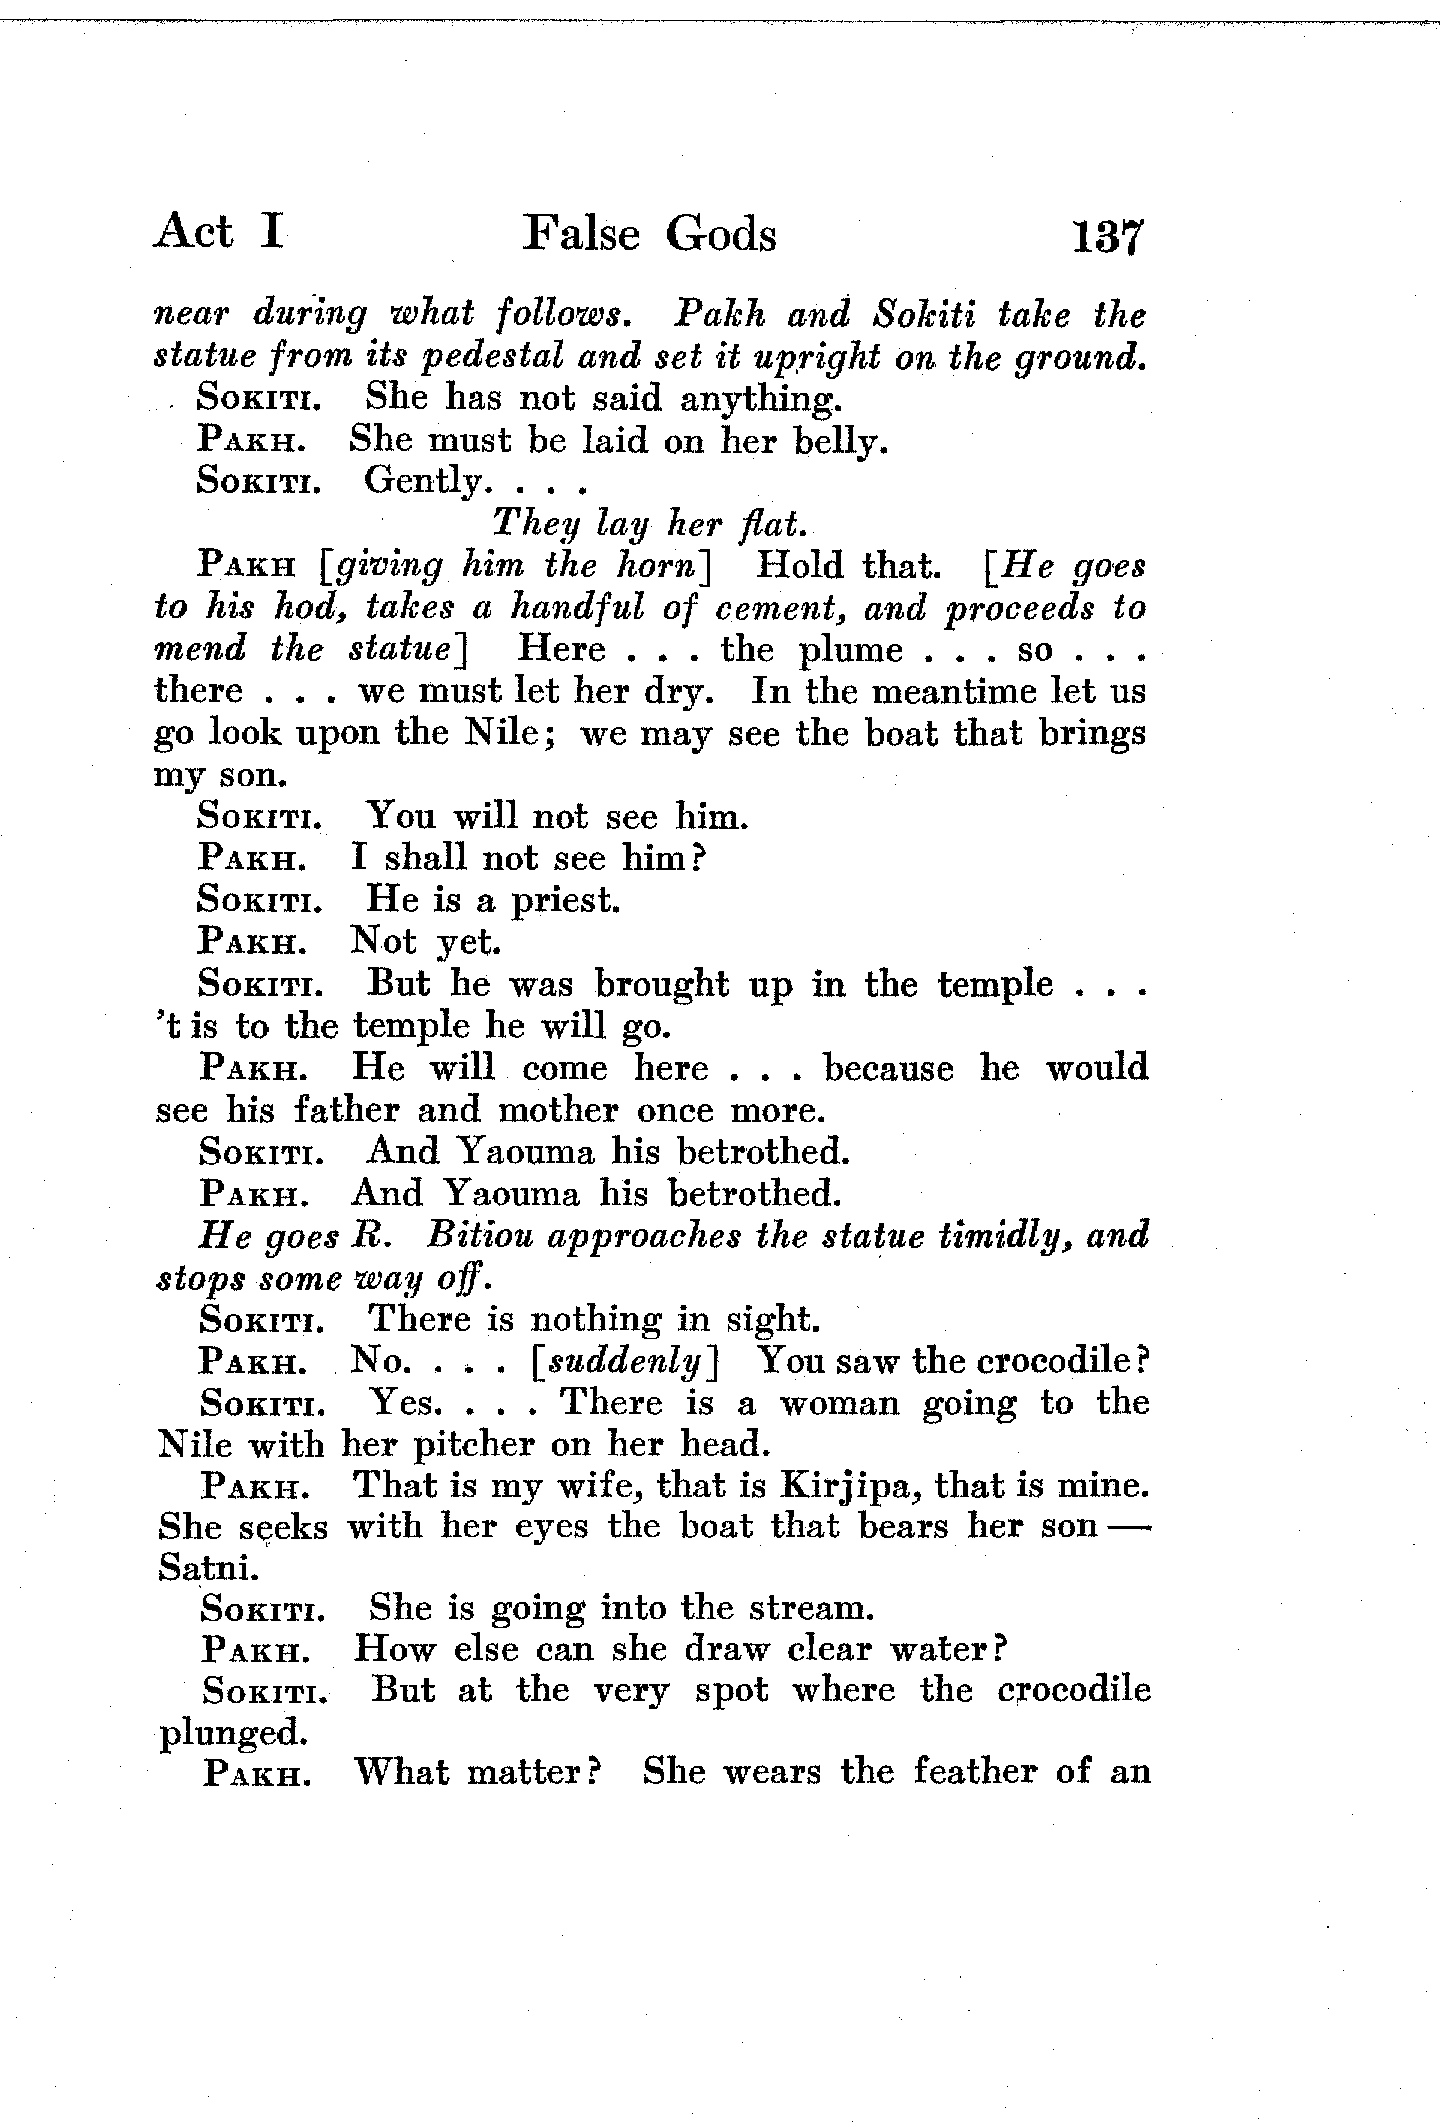 Act I False Gods 137
near during what follows. Pakh and Sokiti take the
statue from its pedestal and set it upright on the ground.
SOKITI. She has not said anything.
PAKH. She must be laid on her belly.
SOKITI. Gently. . . .
They lay her flat.
PAKH [giving him the horn] Hold that. [He goes
to his hod, takes a handful of cement, and proceeds to
mend the statue] Here . . . the plume . . . so . . .
there . . . we must let her dry. In the meantime let us
go look upon the Nile; we may see the boat that brings
my son.
SOKITI. You will not see him.
PAKH. I shall not see him?
SOKITI. He is a priest.
PAKH. Not yet.
SOKITI. But he was brought up in the temple . . .
't is to the temple he will go.
PAKH. He will come here . . . because he would
see his father and mother once more.
SOKITI. And Yaouma his betrothed.
PAKH. And Yaouma his betrothed.
He goes R. Bitiou approaches the statue timidly, and
stops some way off.
SOKITI. There is nothing in sight.
PAKH. No. . . . [suddenly] You saw the crocodile?
SOKITI. Yes. . . . There is a woman going to the
Nile with her pitcher on her head.
PAKH. That is my wife, that is Kirjipa, that is mine.
She seeks with her eyes the boat that bears her son —
Satni.
SOKITI. She is going into the stream.
PAKH. How else can she draw clear water?
SOKITI. But at the very spot where the crocodile
plunged.
PAKH. What matter? She wears the feather of an